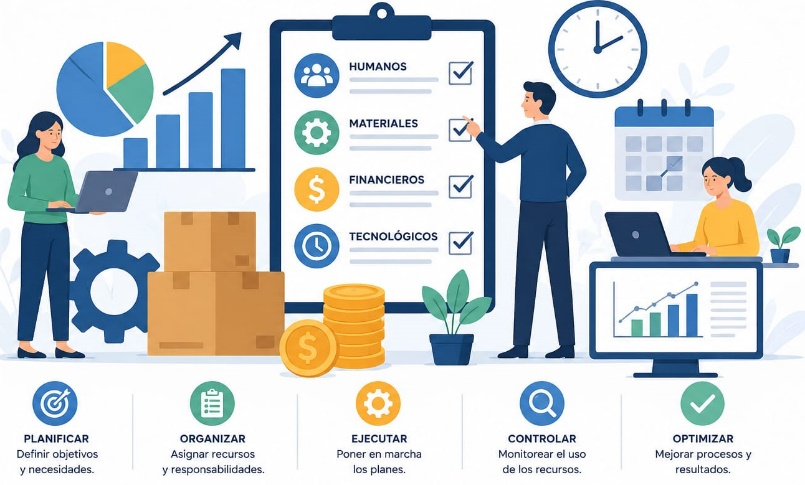 HUMANOS
MATERIALES
$
FINANCIEROS
TECNOLÓGICOS
$
PLANIFICAR
Definir objetivos
y necesidades.
ORGANIZAR
Asignar recursos
y responsabilidades.
EJECUTAR
Poner en marcha
los planes.
CONTROLAR
Monitorear el uso
de los recursos.
OPTIMIZAR
Mejorar procesos y
resultados.